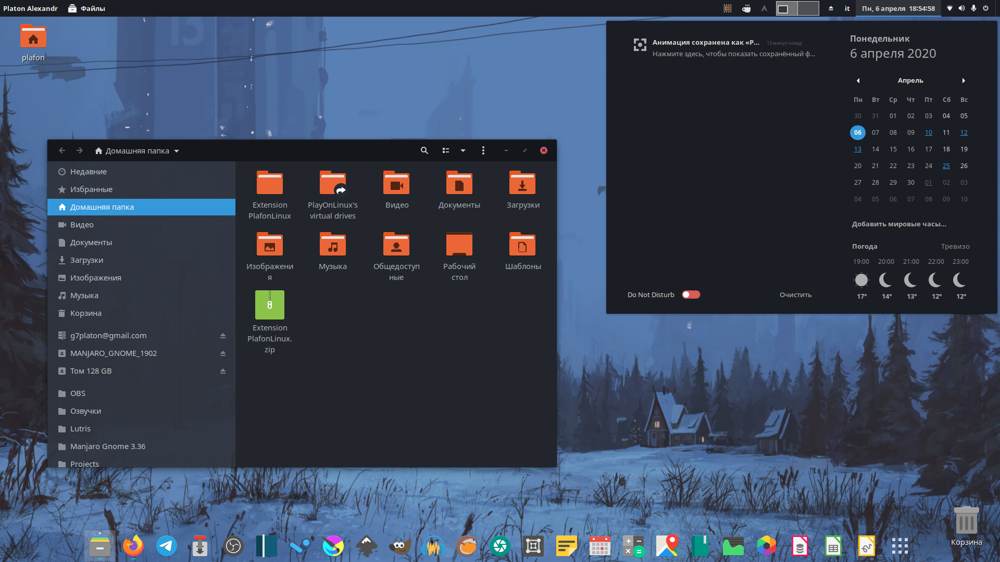 Platon Alexandr
Файлы
it
Пн, 6 апреля 18:54:58
plafon
Анимация сохранена как «P...
13 минут назад
Нажмите здесь, чтобы показать сохранённый ф...
Do Not Disturb
Очистить
Понедельник
6 апреля 2020
Апрель
Пн Вт Ср Чт Пт Сб Вс
30 31 01 02 03 04 05
06 07 08 09 10 11 12
13 14 15 16 17 18 19
20 21 22 23 24 25 26
27 28 29 30 01 02 03
04 05 06 07 08 09 10
Добавить мировые часы...
Погода Тревизо
19:00 20:00 21:00 22:00 23:00
17° 14° 13° 12° 12°
Домашняя папка
Недавние
Избранные
Домашняя папка
Видео
Документы
Загрузки
Изображения
Музыка
Корзина
g7platon@gmail.com
MANJARO_GNOME_1902
Том 128 GB
OBS
Озвучки
Lutris
Manjaro Gnome 3.36
Projects
Extension
PlafonLinux
PlayOnLinux's
virtual drives
Видео
Документы
Загрузки
Изображени
я
Музыка
Общедоступ
ные
Рабочий
стол
Шаблоны
Extension
PlafonLinux.
zip
Корзина